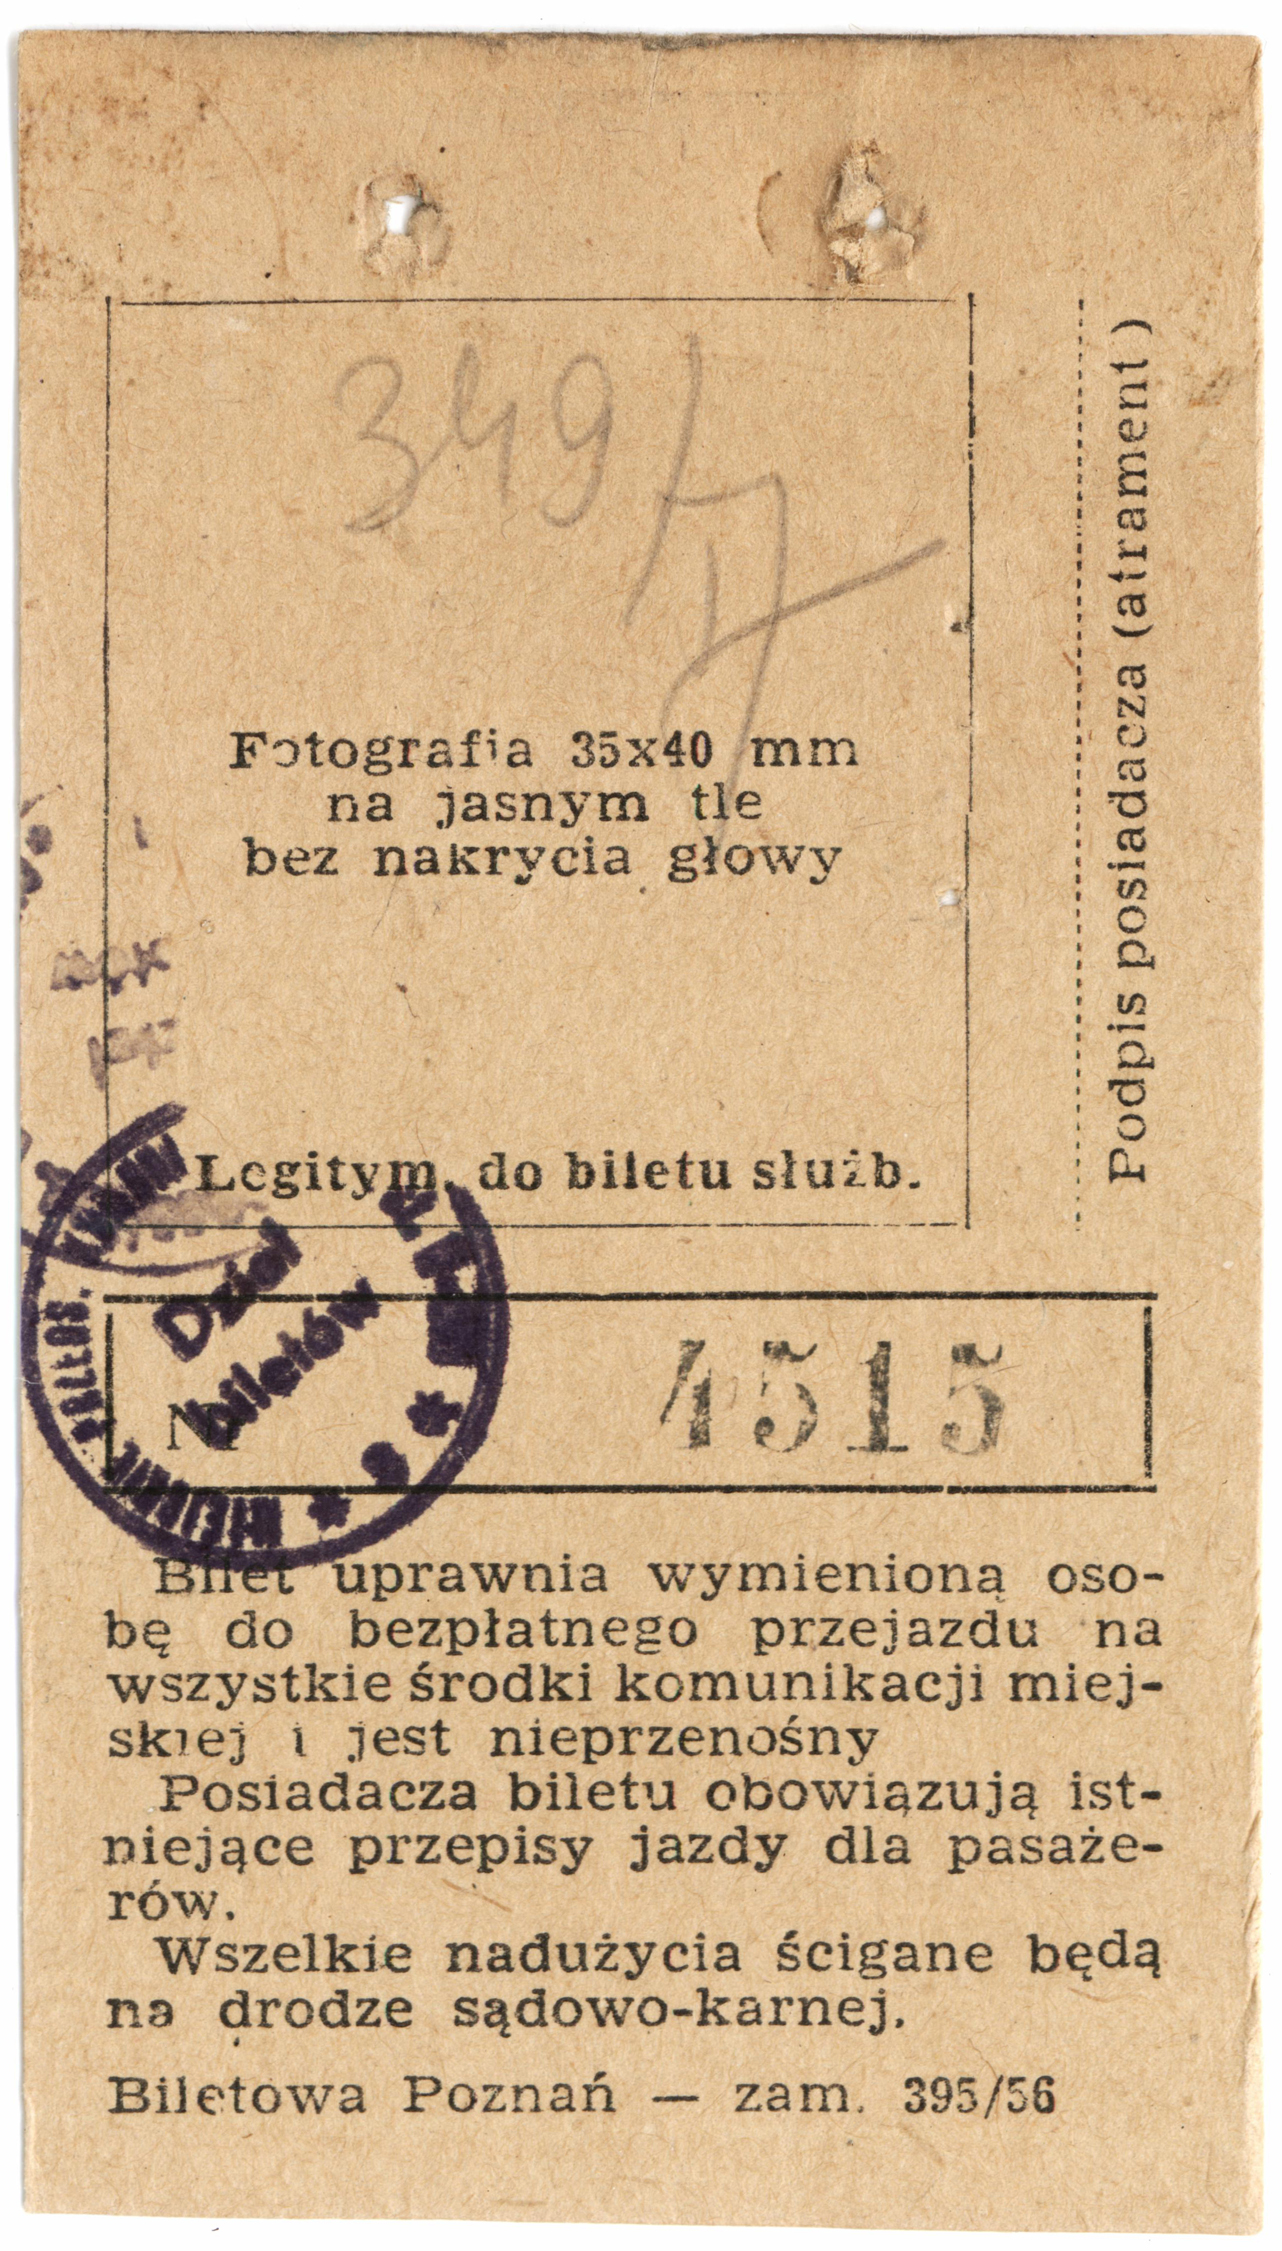 349/
Fotografia 35x40 mm
na jasnym tle
bez nakrycia głowy
Legitym. do biletu służb.
Podpis posiadacza (atrament)
Dział
biletów
MIEJSKIE
Nr 4515
Bilet uprawnia wymienioną oso-
bę do bezpłatnego przejazdu na
wszystkie środki komunikacji miej-
skiej i jest nieprzenośny
Posiadacza biletu obowiązują ist-
niejące przepisy jazdy dla pasaże-
rów.
Wszelkie nadużycia ścigane będą
na drodze sądowo-karnej.
Biletowa Poznań — zam. 395/56